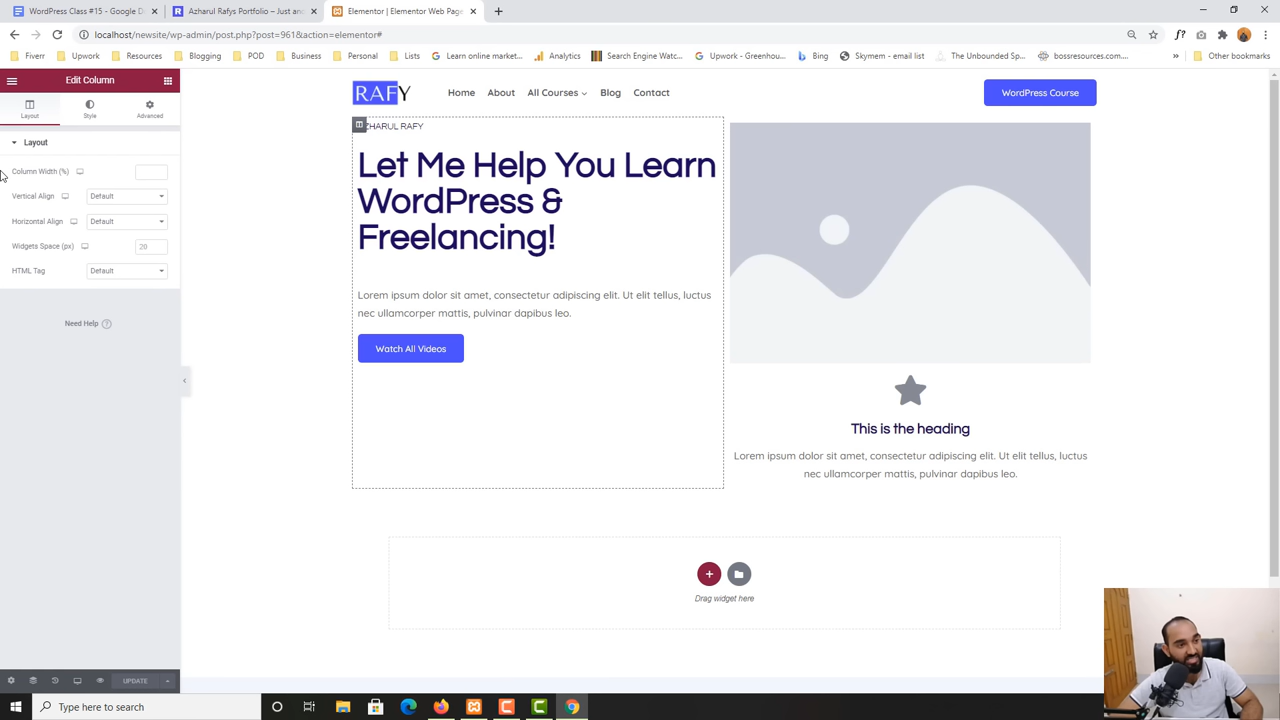 WordPress Class #15 - Google D
Azharul Rafys Portfolio – Just an
Elementor | Elementor Web Page
localhost/newsite/wp-admin/post.php?post=961&action=elementor#
Fiverr
Upwork
Resources
Blogging
POD
Business
Personal
Lists
Learn online market...
Analytics
Search Engine Watc...
Upwork - Greenhou...
Bing
Skymem - email list
The Unbounded Sp...
bossresources.com...
»
Other bookmarks
Edit Column
Layout
Style
Advanced
Layout
Column Width (%)
Vertical Align
Default
Horizontal Align
Default
Widgets Space (px)
20
HTML Tag
Default
Need Help
UPDATE
RAFY
Home
About
All Courses
Blog
Contact
WordPress Course
ZHARUL RAFY
Let Me Help You Learn
WordPress &
Freelancing!
Lorem ipsum dolor sit amet, consectetur adipiscing elit. Ut elit tellus, luctus
nec ullamcorper mattis, pulvinar dapibus leo.
Watch All Videos
This is the heading
Lorem ipsum dolor sit amet, consectetur adipiscing elit. Ut elit tellus, luctus
nec ullamcorper mattis, pulvinar dapibus leo.
Drag widget here
Type here to search